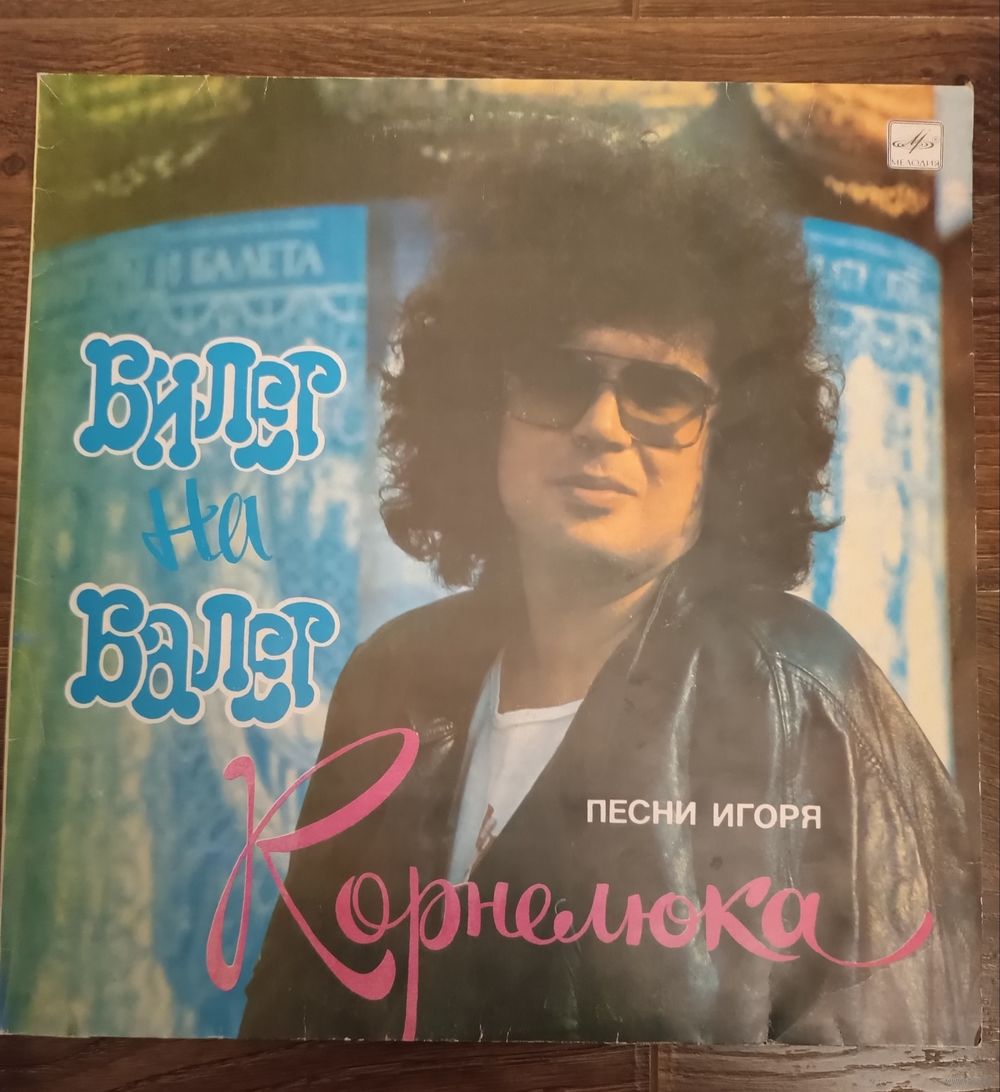 МЕЛОДИЯ
БАЛЕТА
Билет
на
Балет
ПЕСНИ ИГОРЯ
Корнелюка